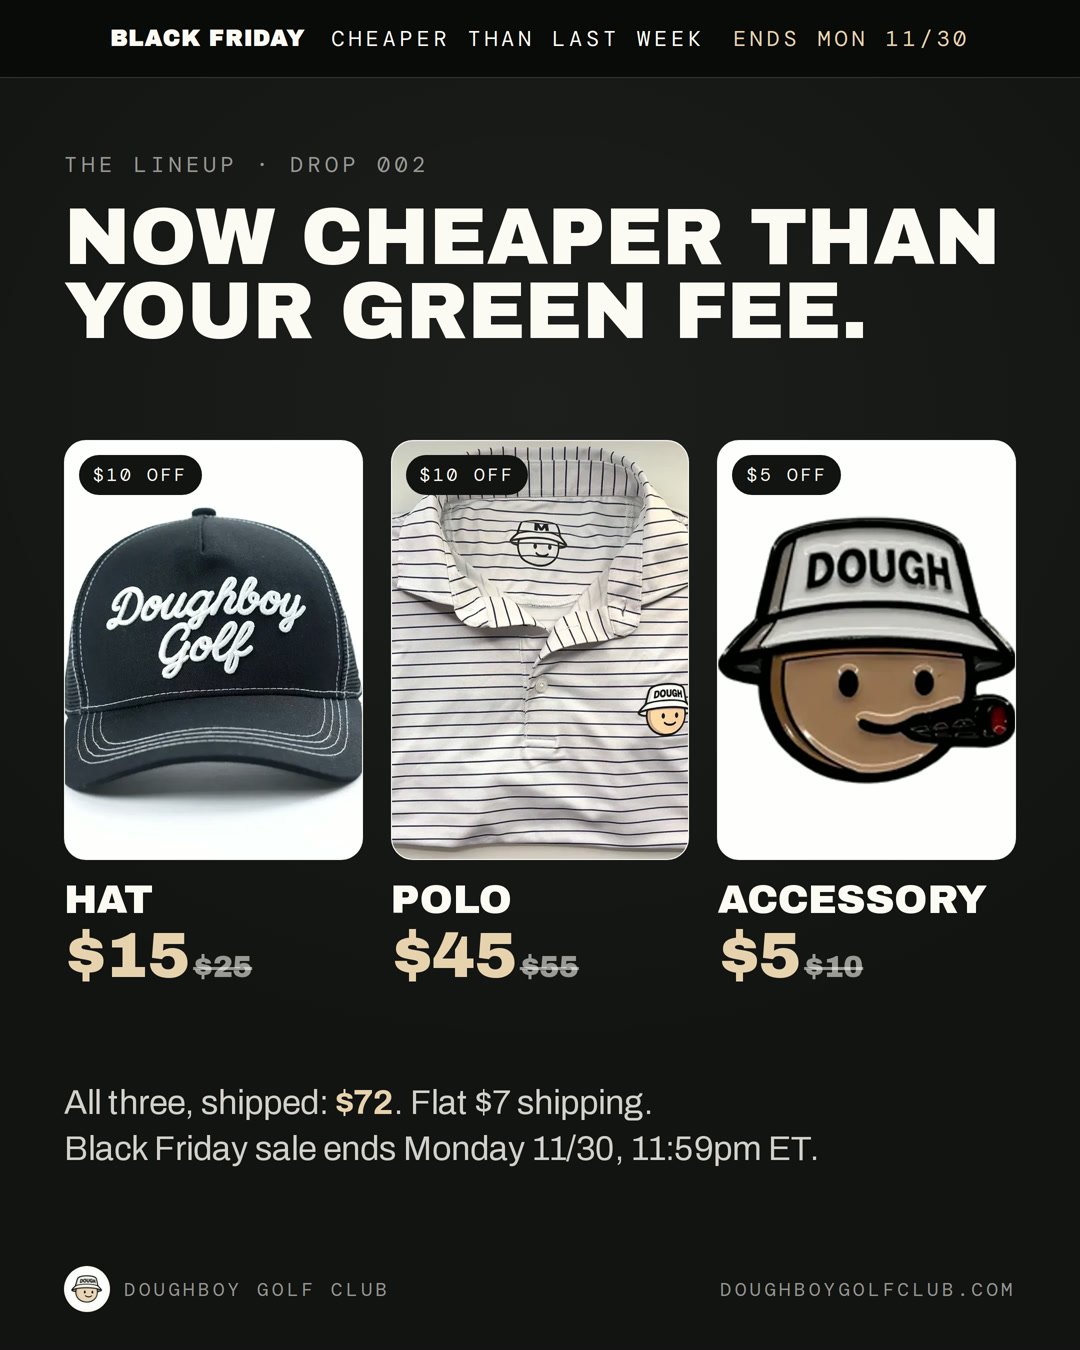 BLACK FRIDAY CHEAPER THAN LAST WEEK ENDS MON 11/30
THE LINEUP · DROP 002
NOW CHEAPER THAN
YOUR GREEN FEE.
$10 OFF
Doughboy
Golf
$10 OFF
M
DOUGH
$5 OFF
DOUGH
HAT
$15 $25
POLO
$45 $55
ACCESSORY
$5 $10
All three, shipped: $72. Flat $7 shipping.
Black Friday sale ends Monday 11/30, 11:59pm ET.
DOUGH
DOUGHBOY GOLF CLUB
DOUGHBOYGOLFCLUB.COM